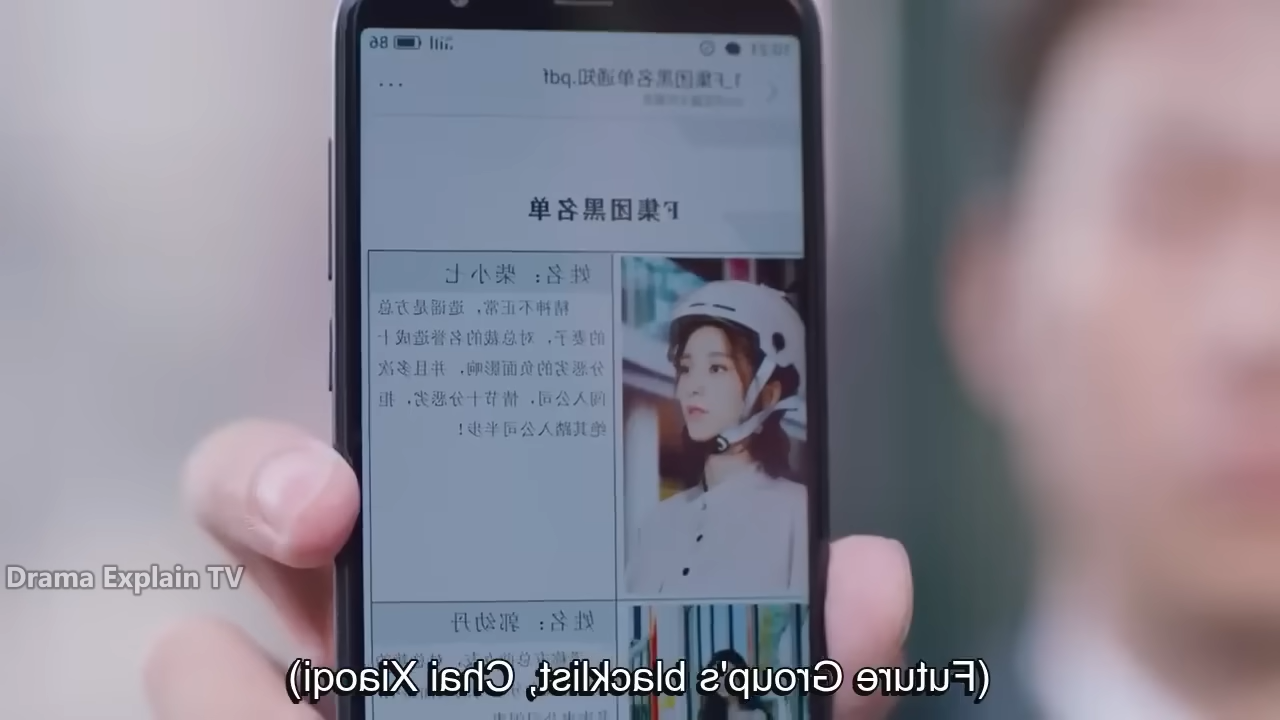 1_F集团黑名单通知.pdf
F集团黑名单
姓名：柴小七
精神不正常，造谣是方总
的妻子，对总裁的名誉造成十
分恶劣的负面影响，并且多次
闯入公司，情节十分恶劣，拒
绝其踏入公司半步！
Drama Explain TV
姓名：郭幼丹
(Future Group's blacklist, Chai Xiaoqi)